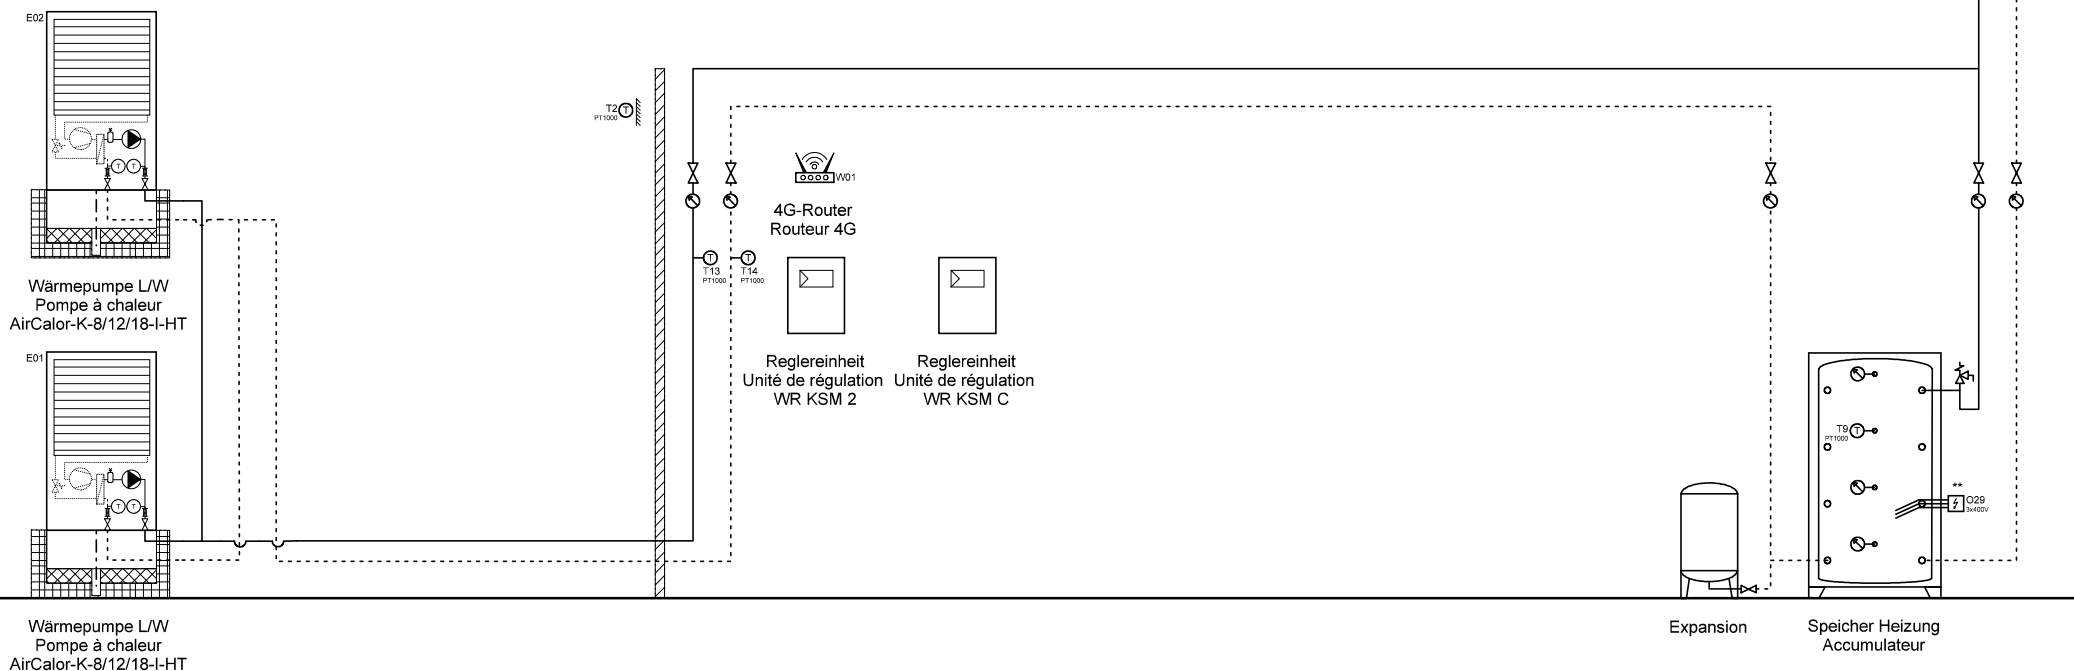 E02
Wärmepumpe L/W
Pompe à chaleur
AirCalor-K-8/12/18-I-HT
E01
Wärmepumpe L/W
Pompe à chaleur
AirCalor-K-8/12/18-I-HT
T
T
T
T
T2
T
PT1000
T
T13
PT1000
T
T14
PT1000
W01
4G-Router
Routeur 4G
Reglereinheit
Unité de régulation
WR KSM 2
Reglereinheit
Unité de régulation
WR KSM C
T9
T
PT1000
**
O29
3x400V
Expansion
Speicher Heizung
Accumulateur